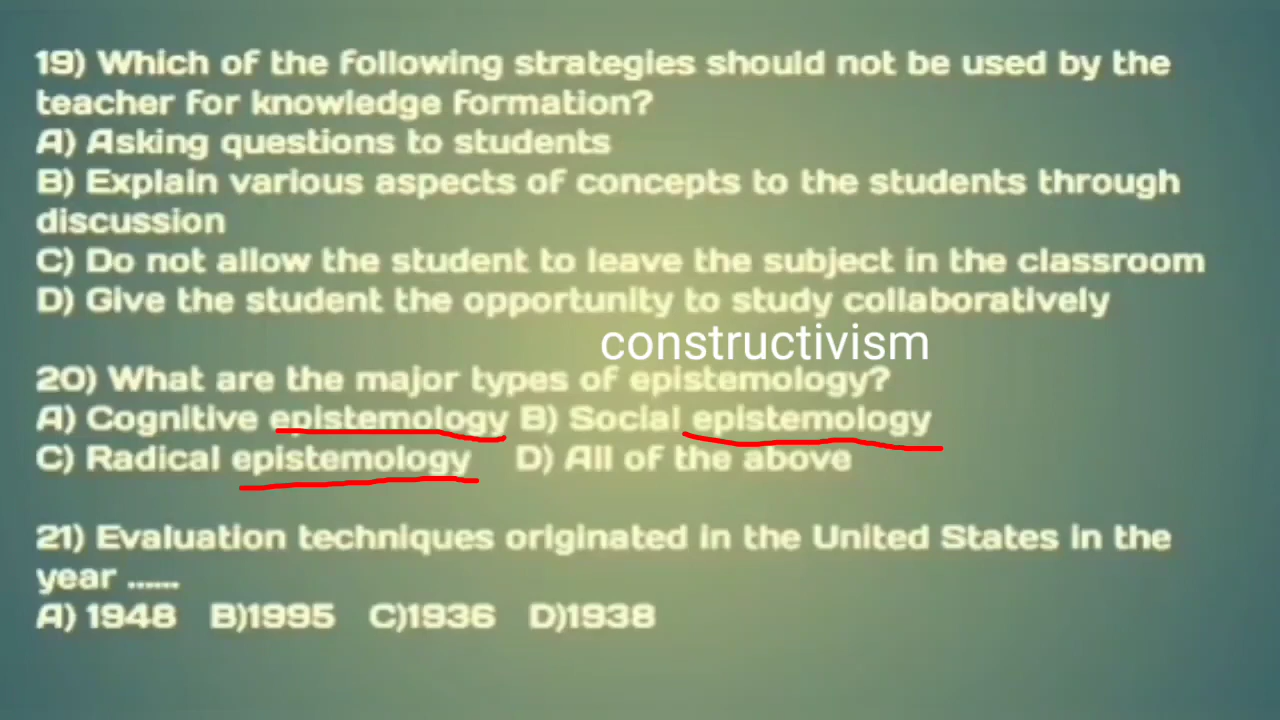 19) Which of the following strategies should not be used by the
teacher for knowledge formation?
A) Asking questions to students
B) Explain various aspects of concepts to the students through
discussion
C) Do not allow the student to leave the subject in the classroom
D) Give the student the opportunity to study collaboratively
constructivism
20) What are the major types of epistemology?
A) Cognitive epistemology B) Social epistemology
C) Radical epistemology D) All of the above
21) Evaluation techniques originated in the United States in the
year ......
A) 1948 B)1995 C)1936 D)1938